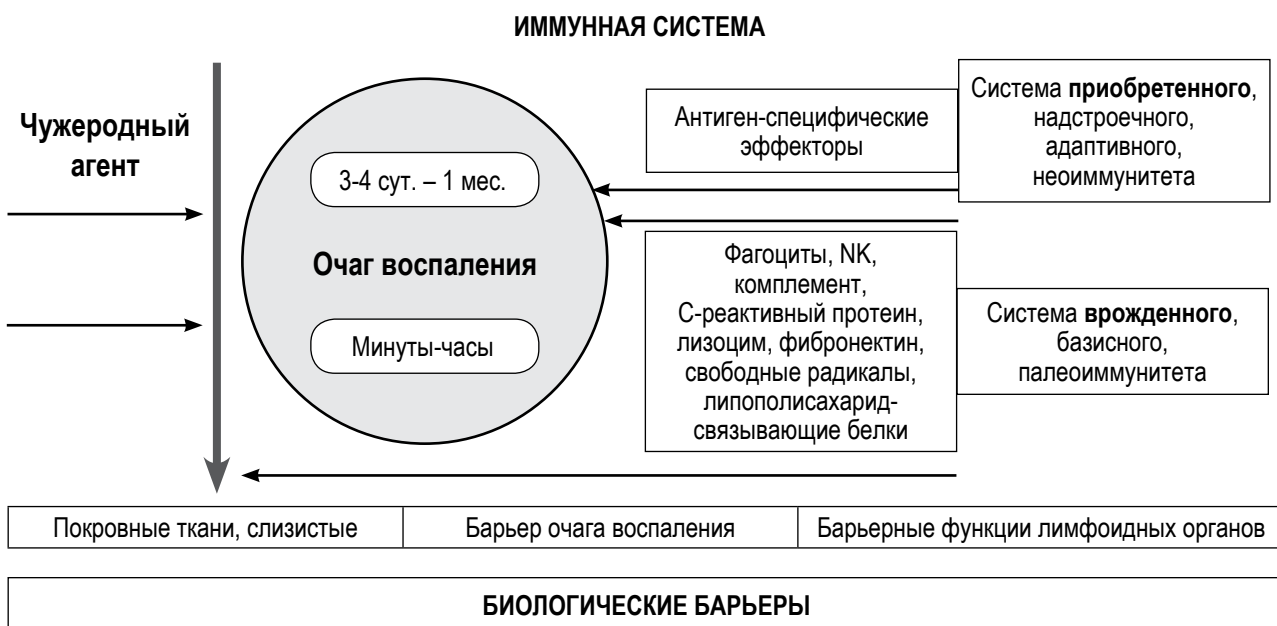 ИММУННАЯ СИСТЕМА
Чужеродный
агент
3-4 сут. – 1 мес.
Очаг воспаления
Минуты-часы
Антиген-специфические
эффекторы
Система приобретенного,
надстроечного,
адаптивного,
неоиммунитета
Фагоциты, NK,
комплемент,
С-реактивный протеин,
лизоцим, фибронектин,
свободные радикалы,
липополисахарид-
связывающие белки
Система врожденного,
базисного,
палеоиммунитета
Покровные ткани, слизистые
Барьер очага воспаления
Барьерные функции лимфоидных органов
БИОЛОГИЧЕСКИЕ БАРЬЕРЫ